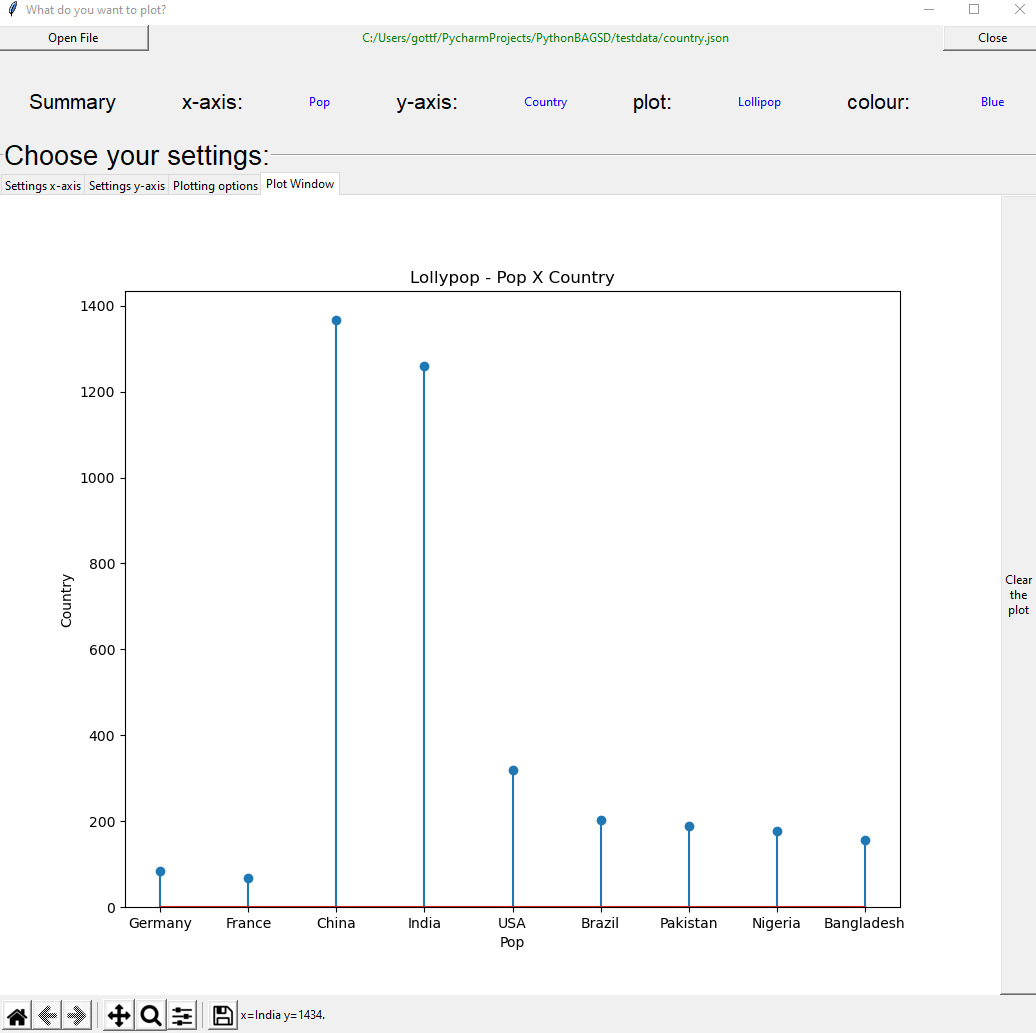 What do you want to plot?
Open File C:/Users/gottf/PycharmProjects/PythonBAGSD/testdata/country.json Close
Summary x-axis: Pop y-axis: Country plot: Lollipop colour: Blue
Choose your settings:
Settings x-axis Settings y-axis Plotting options Plot Window
Lollypop - Pop X Country
1400
1200
1000
800
600
400
200
0
Country
Germany France China India USA Brazil Pakistan Nigeria Bangladesh
Pop
Clear
the
plot
x=India y=1434.